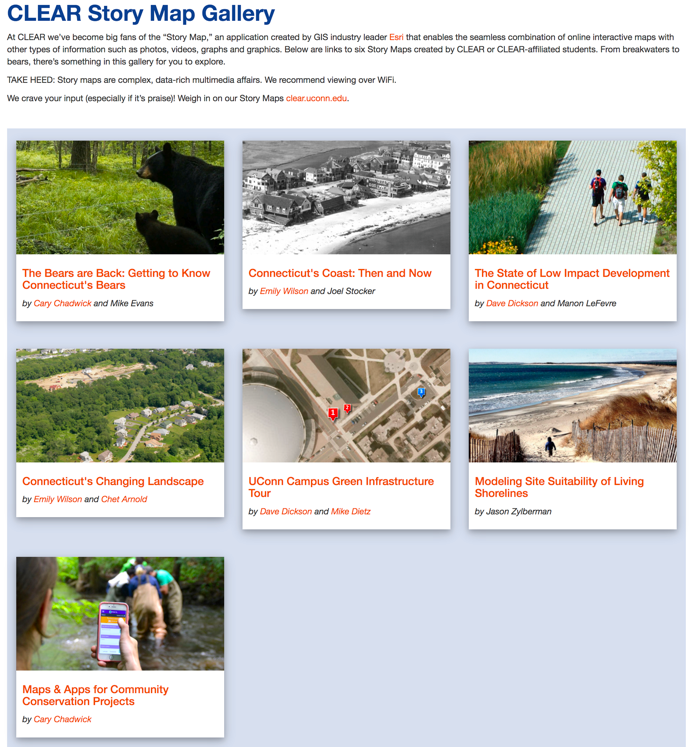 CLEAR Story Map Gallery
At CLEAR we've become big fans of the “Story Map,” an application created by GIS industry leader Esri that enables the seamless combination of online interactive maps with
other types of information such as photos, videos, graphs and graphics. Below are links to six Story Maps created by CLEAR or CLEAR-affiliated students. From breakwaters to
bears, there's something in this gallery for you to explore.
TAKE HEED: Story maps are complex, data-rich multimedia affairs. We recommend viewing over WiFi.
We crave your input (especially if it's praise)! Weigh in on our Story Maps clear.uconn.edu.
The Bears are Back: Getting to Know
Connecticut's Bears
by Cary Chadwick and Mike Evans
Connecticut's Coast: Then and Now
by Emily Wilson and Joel Stocker
The State of Low Impact Development
in Connecticut
by Dave Dickson and Manon LeFevre
Connecticut's Changing Landscape
by Emily Wilson and Chet Arnold
1
2
UConn Campus Green Infrastructure
Tour
by Dave Dickson and Mike Dietz
Modeling Site Suitability of Living
Shorelines
by Jason Zylberman
Maps & Apps for Community
Conservation Projects
by Cary Chadwick